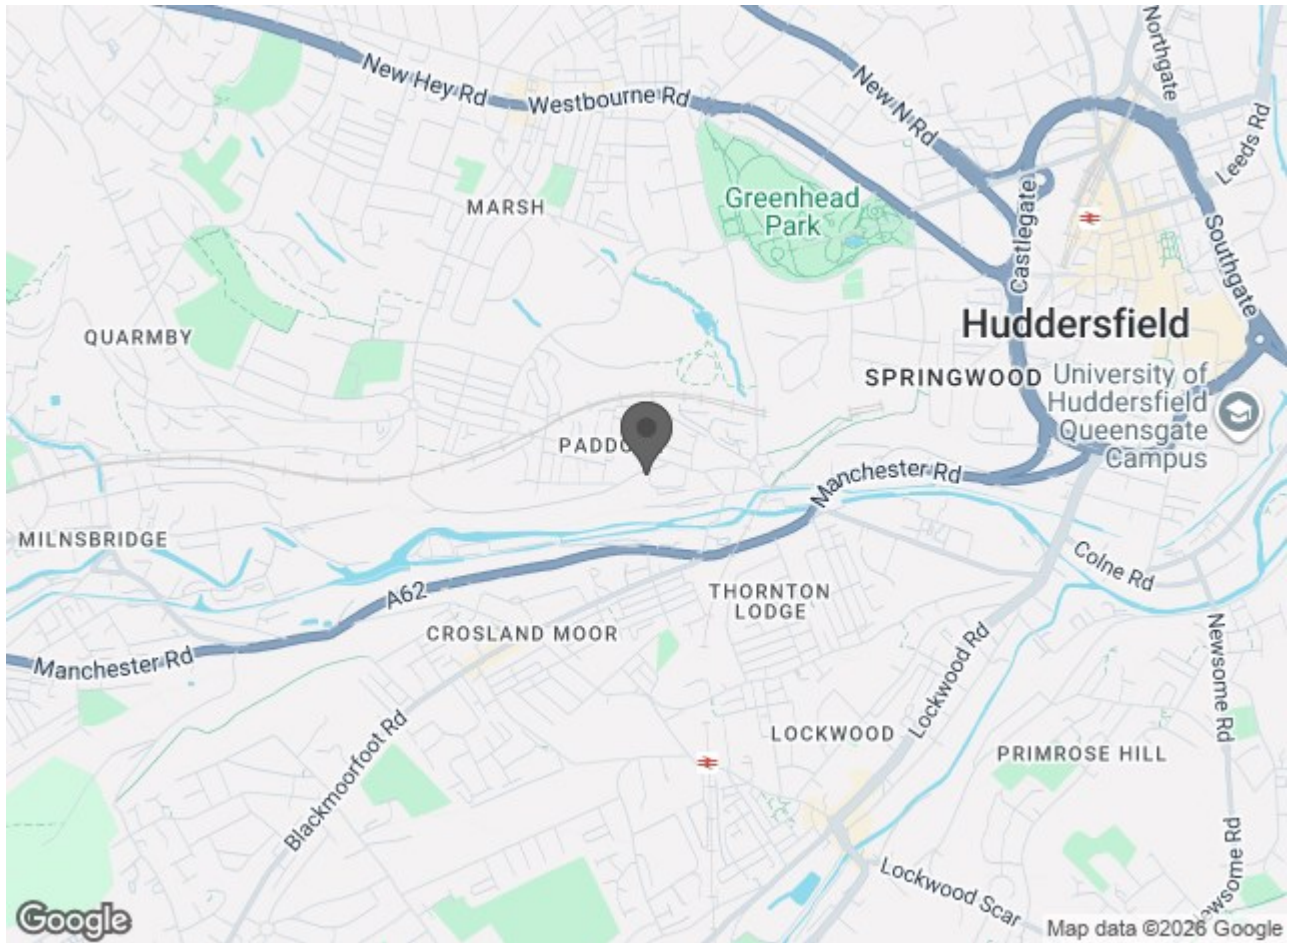 New Hey Rd
Westbourne Rd
New N Rd
Northgate
Leeds Rd
MARSH
Greenhead
Park
Castlegate
Southgate
QUARMBY
Huddersfield
SPRINGWOOD
University of
Huddersfield
Queensgate
Campus
Manchester Rd
MILNSBRIDGE
Colne Rd
A62
THORNTON
LODGE
CROSLAND MOOR
Manchester Rd
Newsome Rd
Lockwood Rd
LOCKWOOD
PRIMROSE HILL
Blackmoorfoot Rd
Lockwood Scar
Google
Map data ©2026 Google